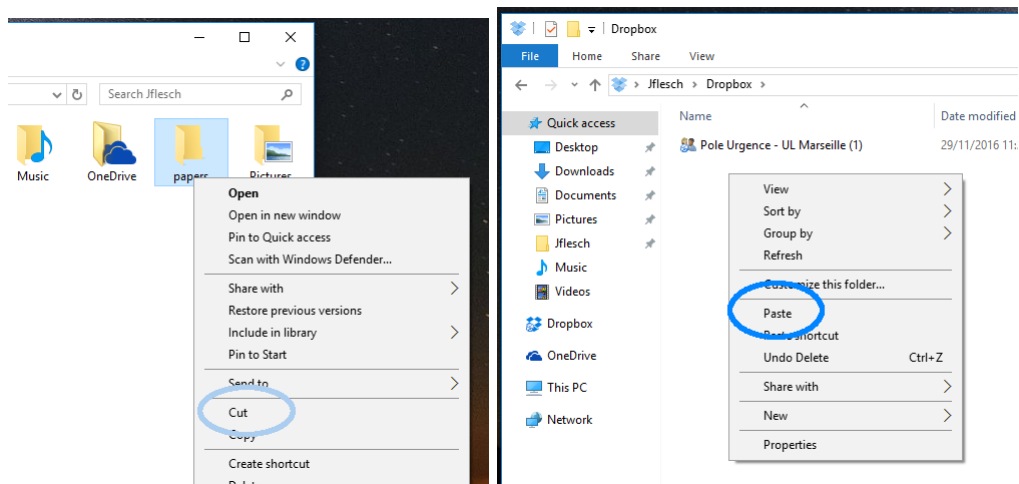 Search Jflesch
Music
OneDrive
papers
Pictures
Open
Open in new window
Pin to Quick access
Scan with Windows Defender...
Share with
Restore previous versions
Include in library
Pin to Start
Send to
Cut
Copy
Create shortcut
Dropbox
File Home Share View
Jflesch > Dropbox >
Name Date modified
Quick access
Desktop
Downloads
Documents
Pictures
Jflesch
Music
Videos
Dropbox
OneDrive
This PC
Network
Pole Urgence - UL Marseille (1) 29/11/2016 11:
View
Sort by
Group by
Refresh
Customize this folder...
Paste
Paste shortcut
Undo Delete Ctrl+Z
Share with
New
Properties